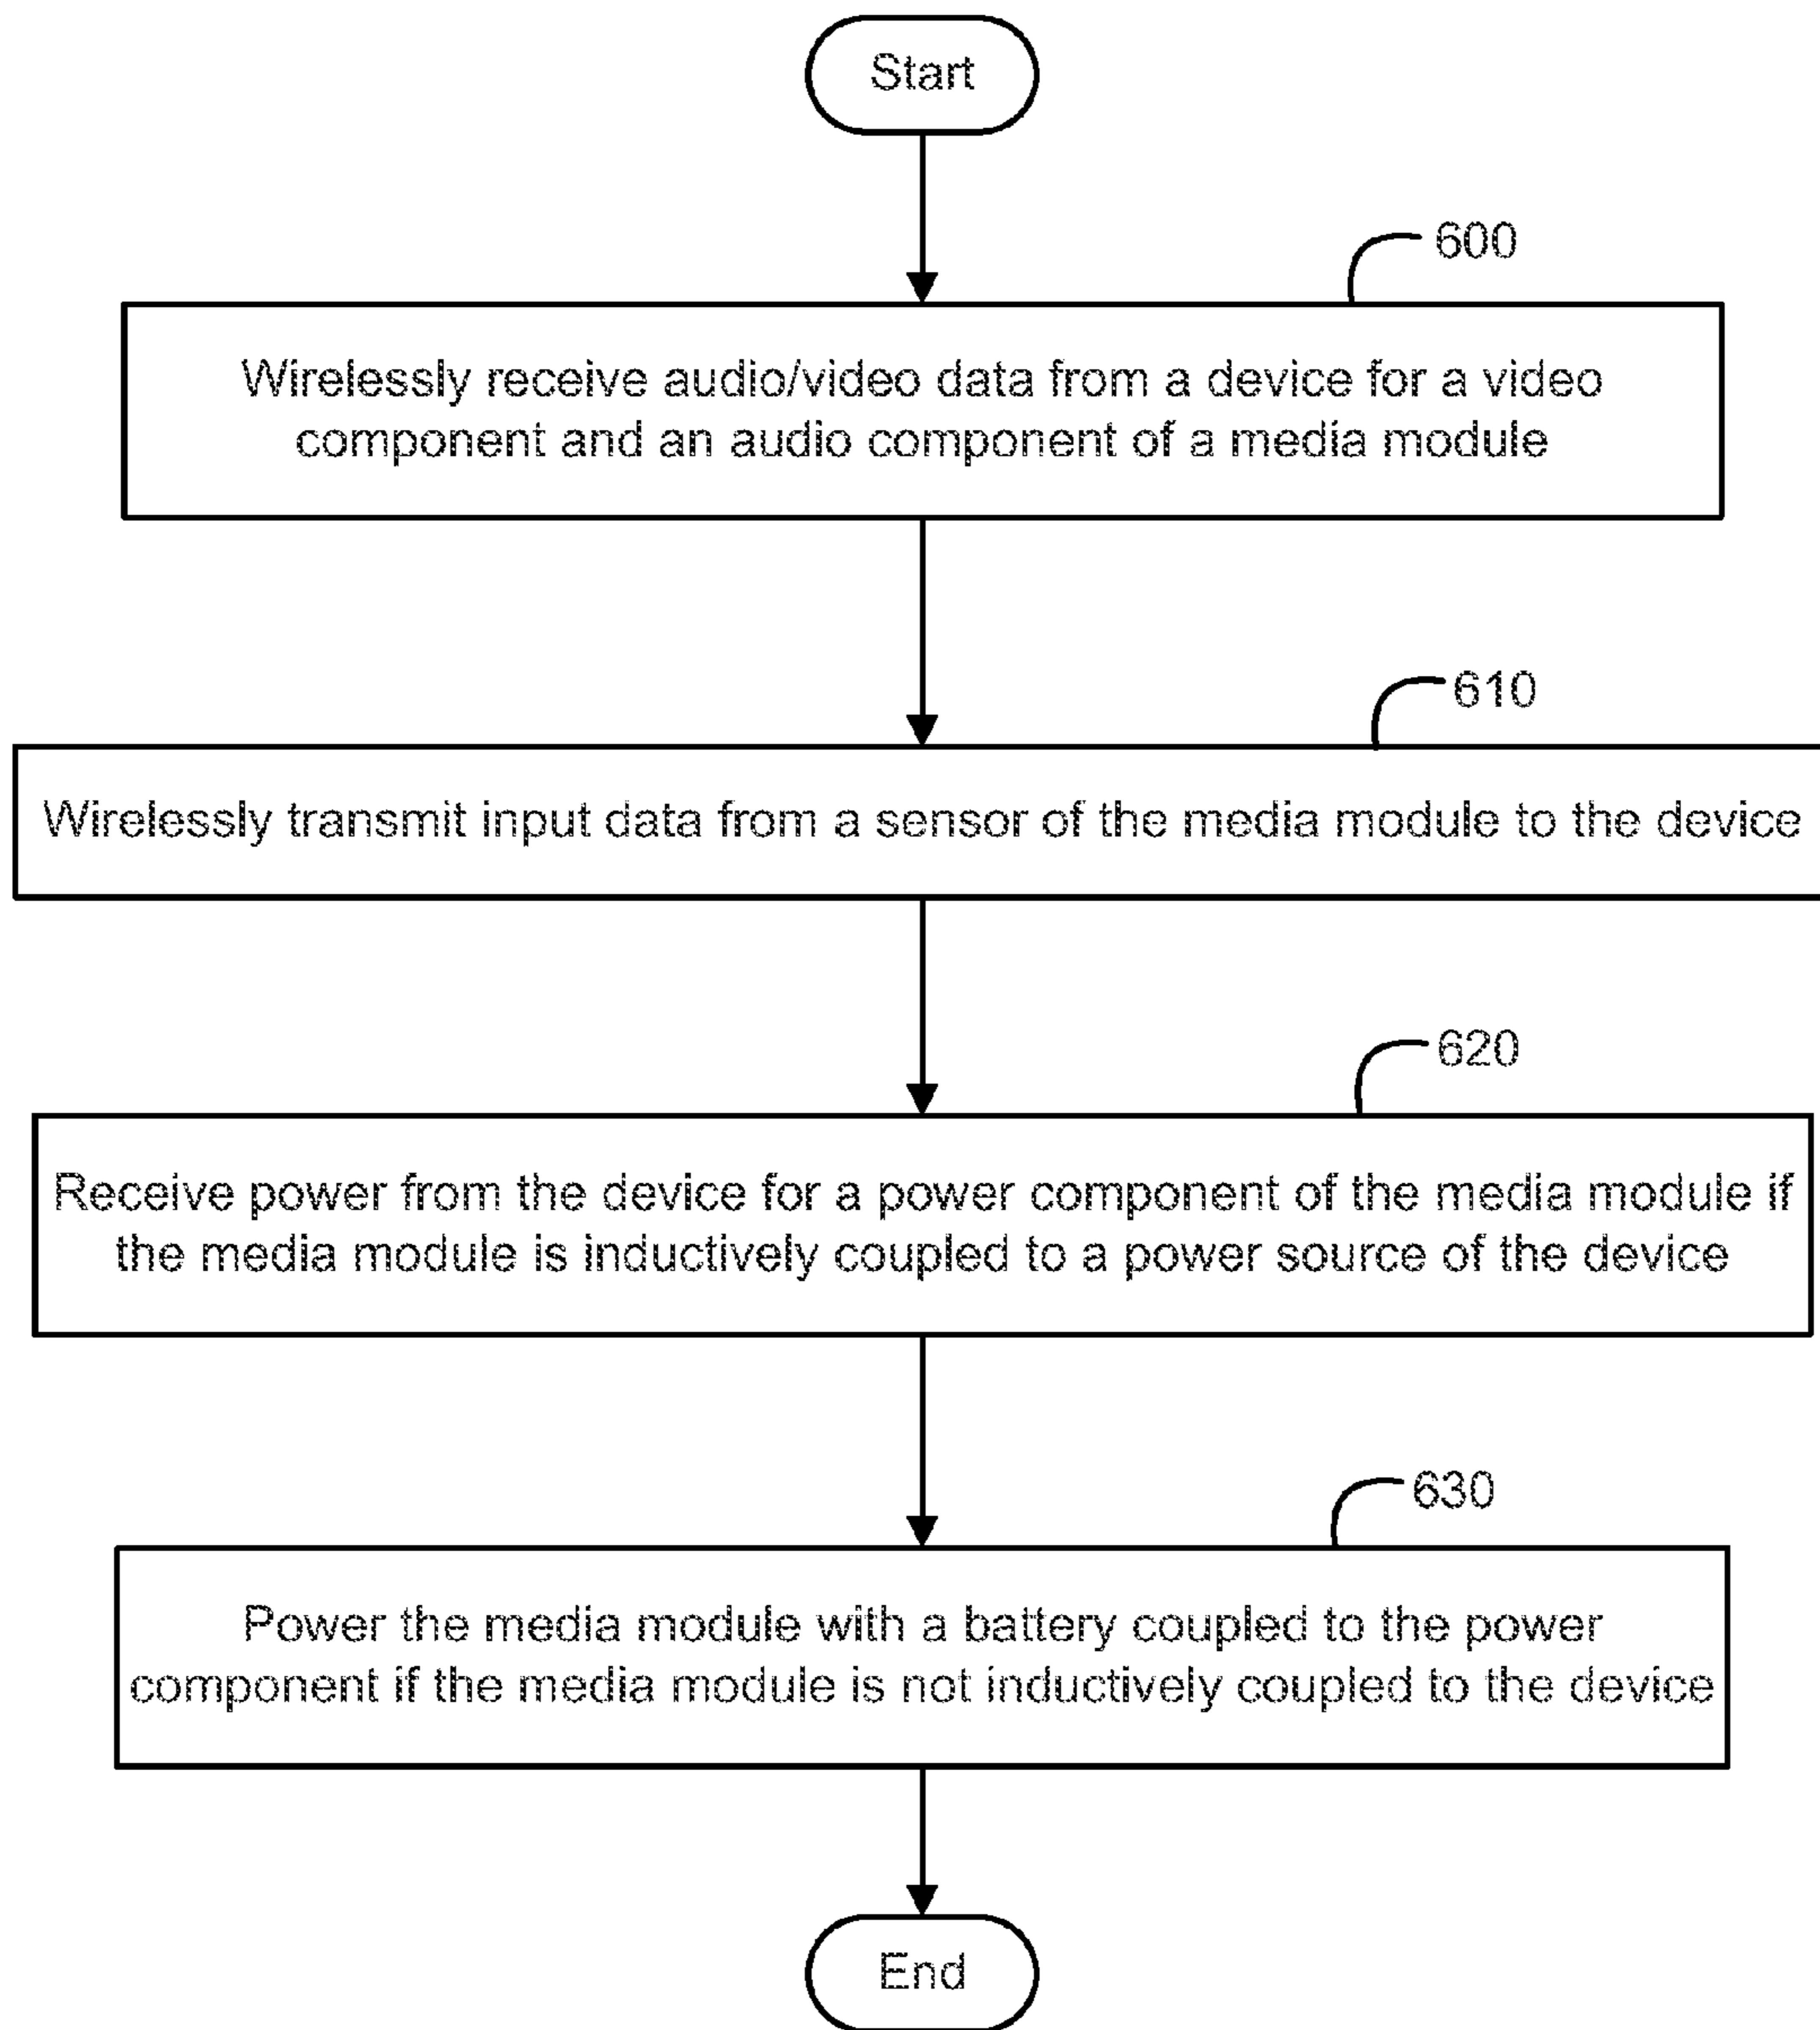 Start
600
Wirelessly receive audio/video data from a device for a video
component and an audio component of a media module
610
Wirelessly transmit input data from a sensor of the media module to the device
620
Receive power from the device for a power component of the media module if
the media module is inductively coupled to a power source of the device
630
Power the media module with a battery coupled to the power
component if the media module is not inductively coupled to the device
End